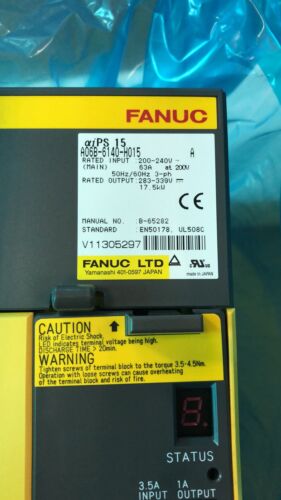 FANUC
αiPS 15
A06B-6140-H015 A
RATED INPUT :200-240V ~
(MAIN) 63A at 200V
50Hz/60Hz 3-ph
RATED OUTPUT:283-339V ⎓
17.5kW
MANUAL NO. :B-65282
STANDARD :EN50178, UL508C
V11305297
FANUC LTD
Yamanashi 401-0597 JAPAN
made in JAPAN
CE
CAUTION
Risk of Electric Shock.
LED indicates terminal voltage being high.
DISCHARGE TIME > 20min.
WARNING
Tighten screws of terminal block to the torque 3.5-4.5Nm.
Operation with loose screws can cause overheating
of the terminal block and risk of fire.
STATUS
3.5A 1A
INPUT OUTPUT